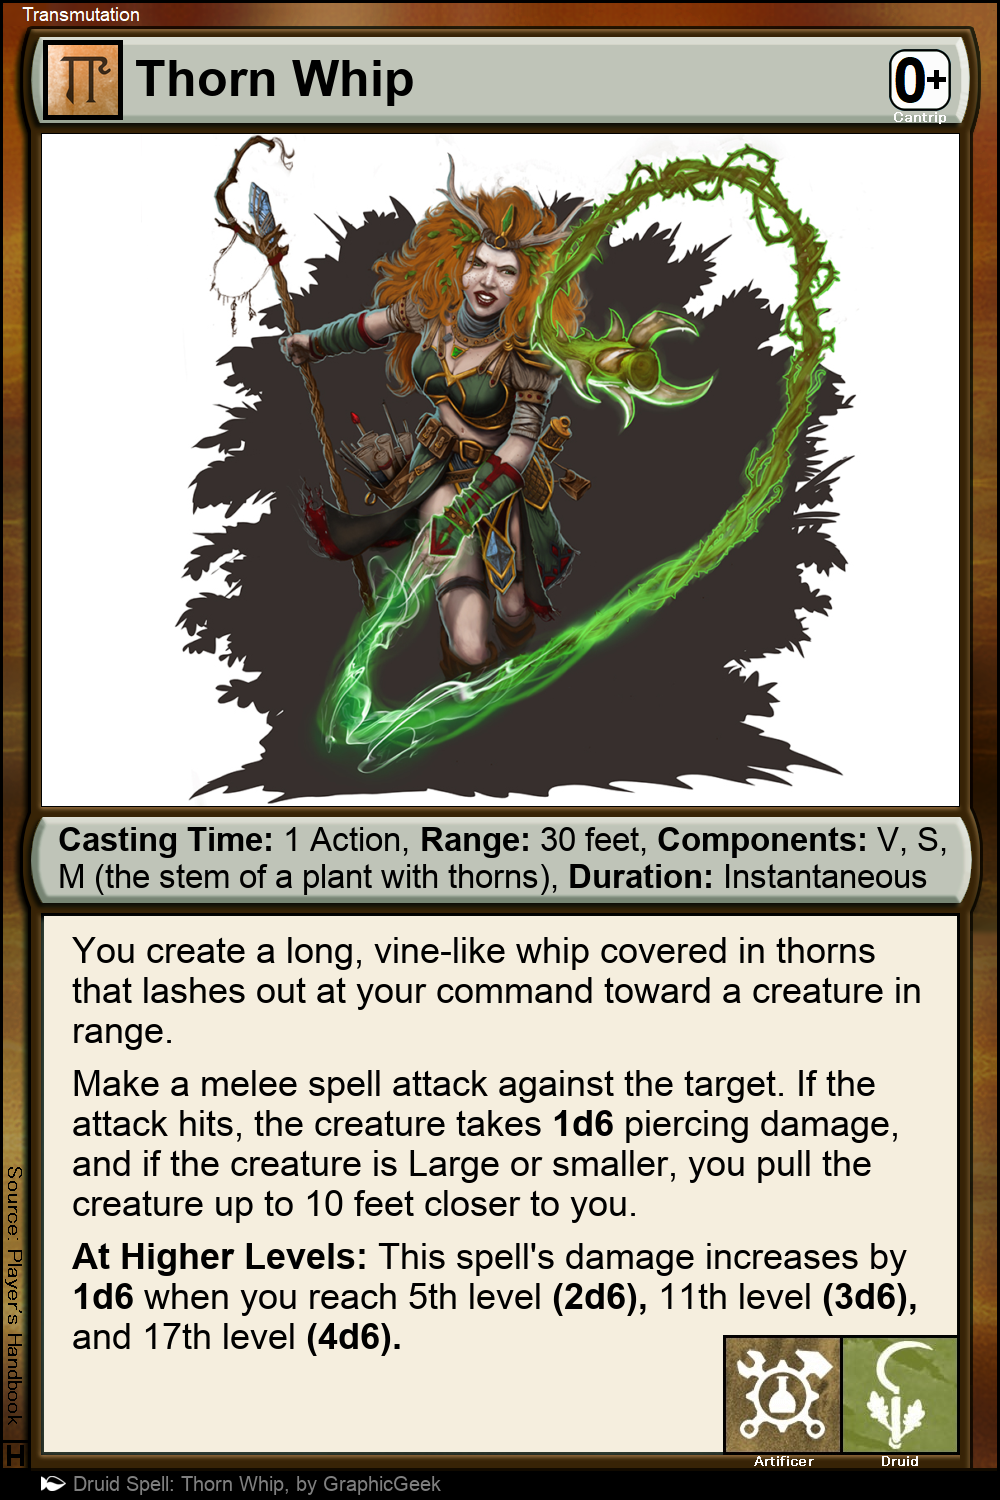 Transmutation
Thorn Whip
0+
Cantrip
Casting Time: 1 Action, Range: 30 feet, Components: V, S,
M (the stem of a plant with thorns), Duration: Instantaneous
You create a long, vine-like whip covered in thorns
that lashes out at your command toward a creature in
range.
Make a melee spell attack against the target. If the
attack hits, the creature takes 1d6 piercing damage,
and if the creature is Large or smaller, you pull the
creature up to 10 feet closer to you.
At Higher Levels: This spell's damage increases by
1d6 when you reach 5th level (2d6), 11th level (3d6),
and 17th level (4d6).
Source: Player's Handbook
H
Artificer
Druid
Druid Spell: Thorn Whip, by GraphicGeek